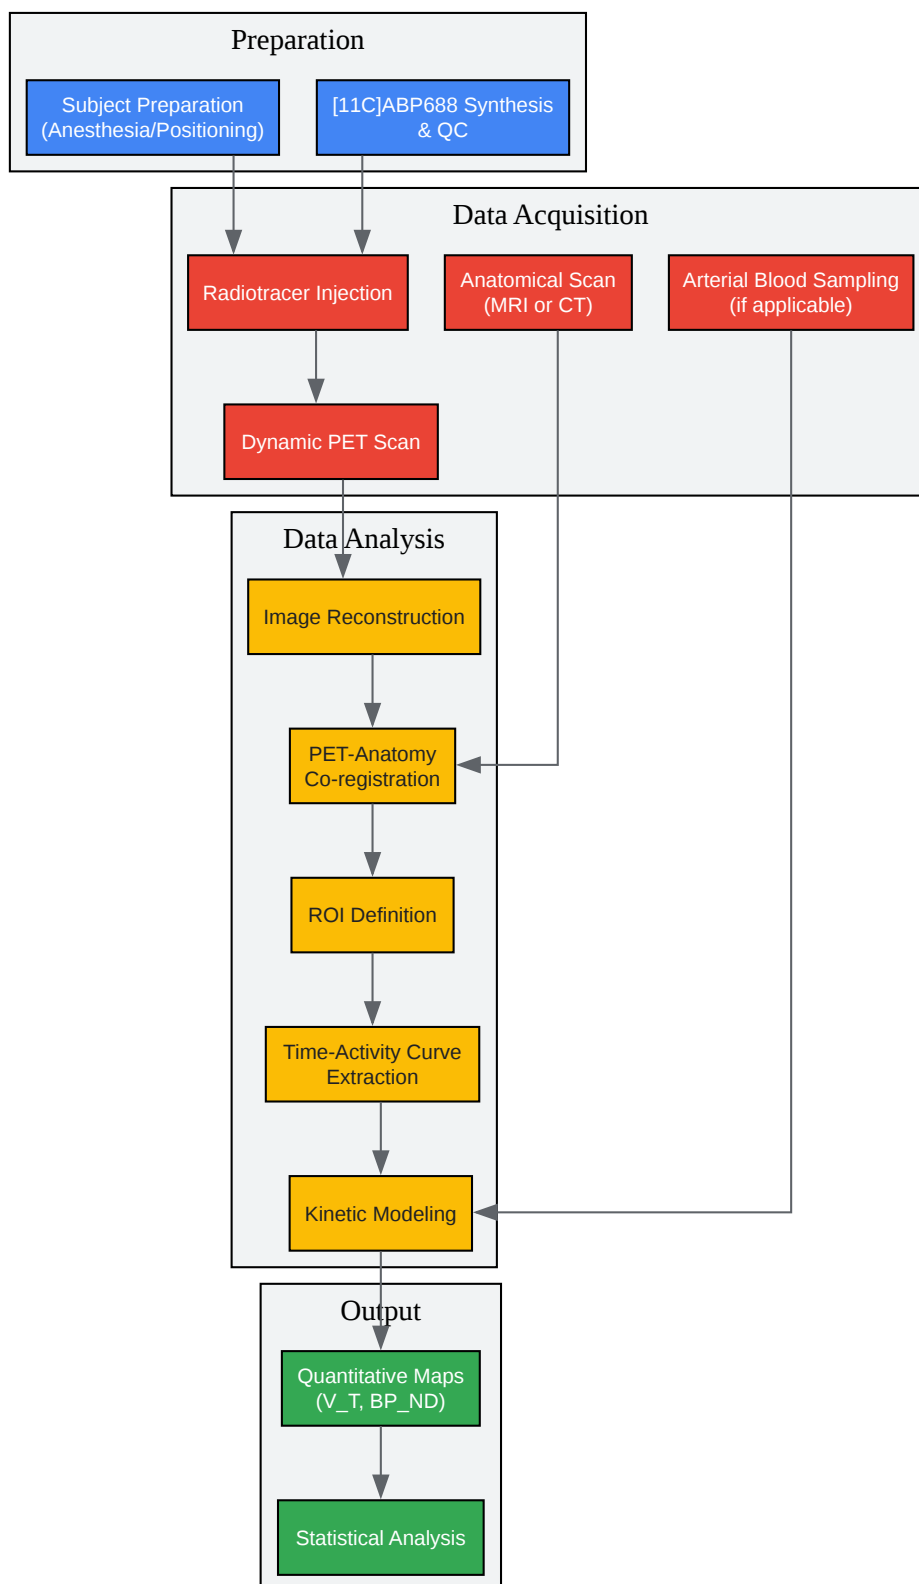 Preparation
Subject Preparation
(Anesthesia/Positioning)
[11C]ABP688 Synthesis
& QC
Data Acquisition
Radiotracer Injection
Anatomical Scan
(MRI or CT)
Arterial Blood Sampling
(if applicable)
Dynamic PET Scan
Data Analysis
Image Reconstruction
PET-Anatomy
Co-registration
ROI Definition
Time-Activity Curve
Extraction
Kinetic Modeling
Output
Quantitative Maps
(V_T, BP_ND)
Statistical Analysis